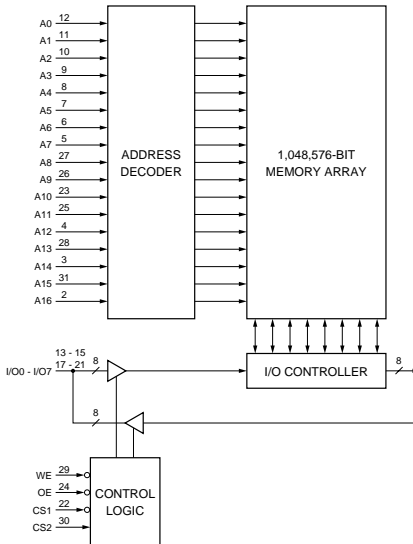 A0 12
A1 11
A2 10
A3 9
A4 8
A5 7
A6 6
A7 5
A8 27
A9 26
A10 23
A11 25
A12 4
A13 28
A14 3
A15 31
A16 2
ADDRESS
DECODER
1,048,576-BIT
MEMORY ARRAY
13 - 15
I/O0 - I/O7 17 - 21 8
I/O CONTROLLER 8
8
WE 29
OE 24
CS1 22
CS2 30
CONTROL
LOGIC